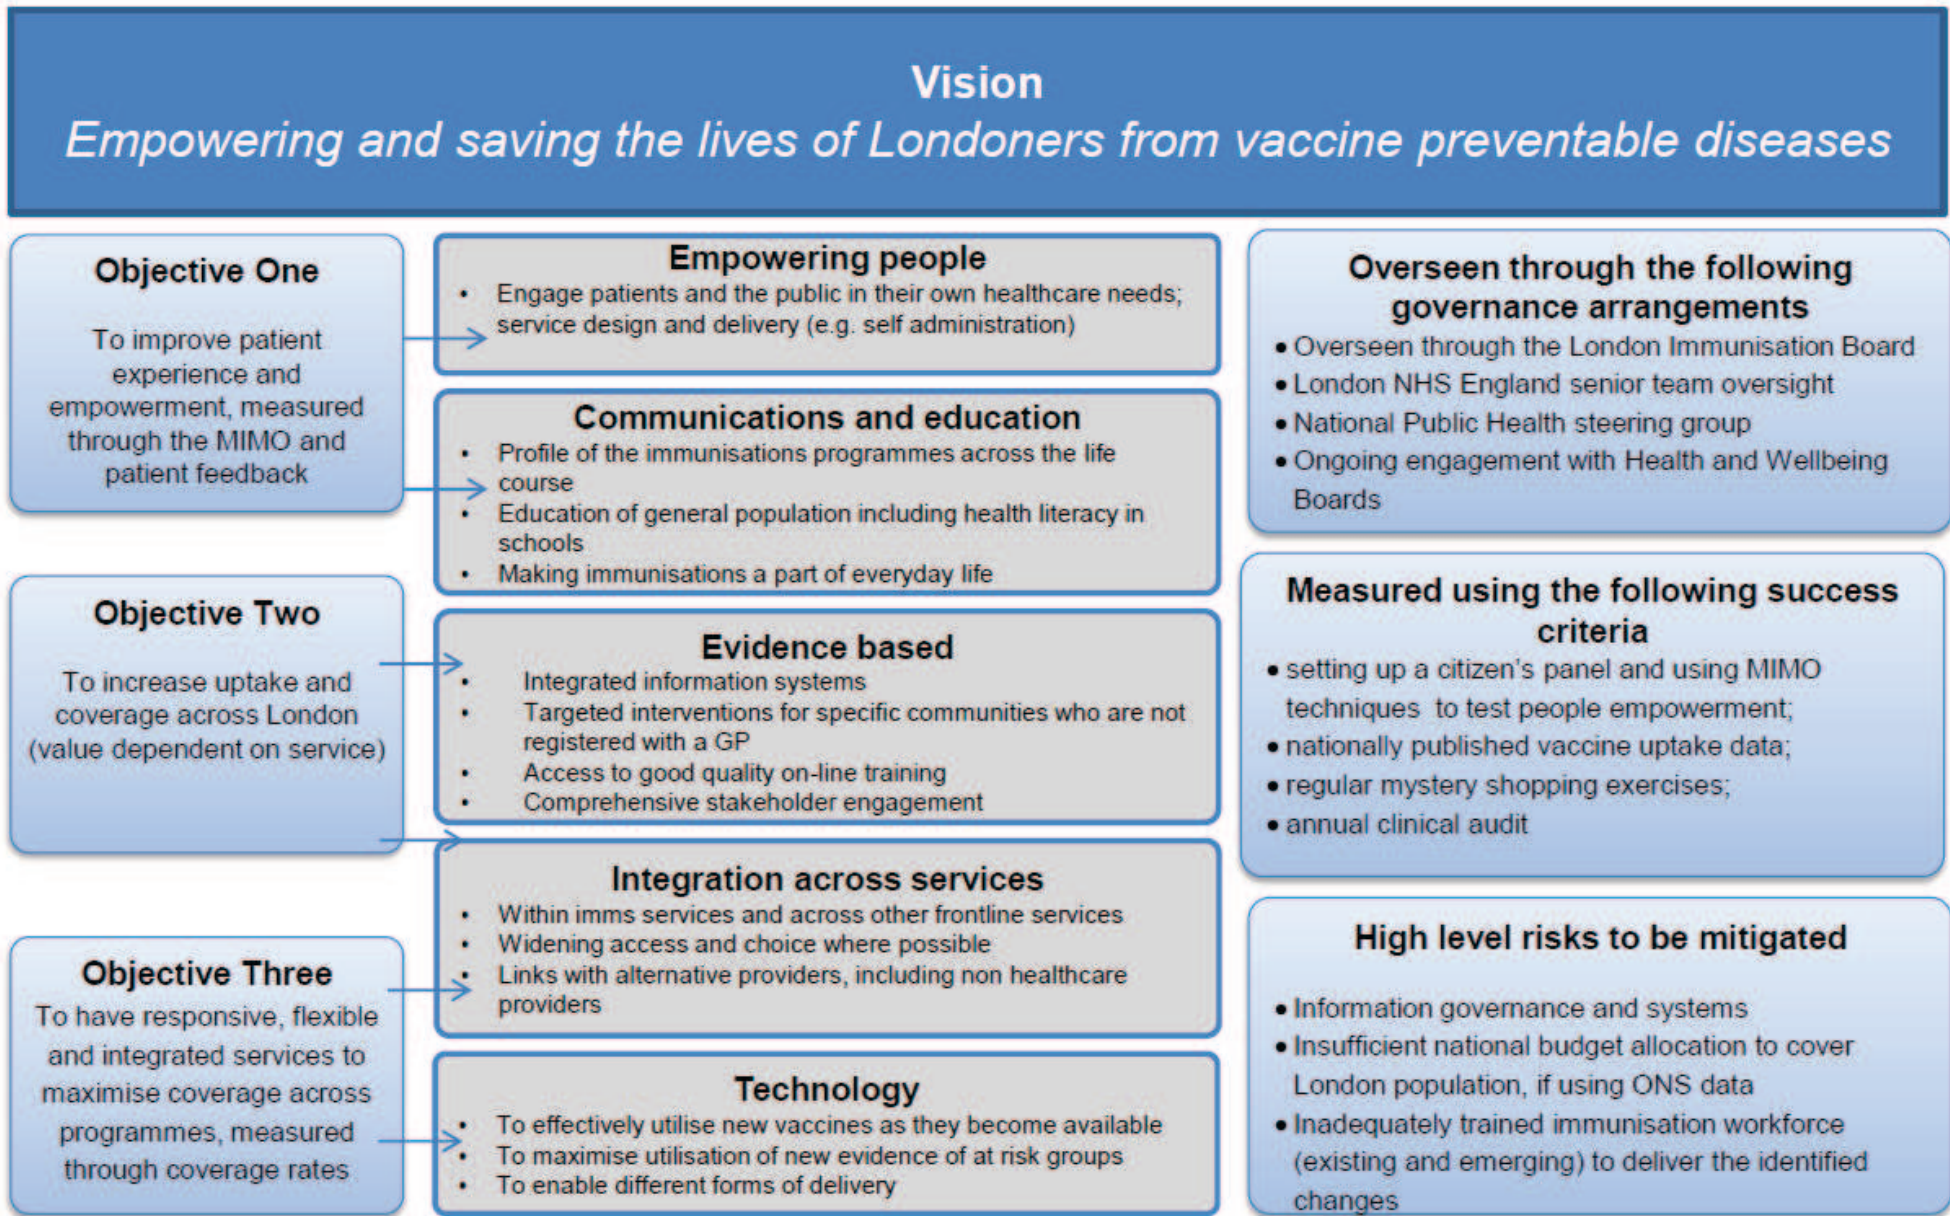 Vision
Empowering and saving the lives of Londoners from vaccine preventable diseases
Objective One
To improve patient
experience and
empowerment, measured
through the MIMO and
patient feedback
Objective Two
To increase uptake and
coverage across London
(value dependent on service)
Objective Three
To have responsive, flexible
and integrated services to
maximise coverage across
programmes, measured
through coverage rates
Empowering people
• Engage patients and the public in their own healthcare needs;
service design and delivery (e.g. self administration)
Communications and education
• Profile of the immunisations programmes across the life
course
• Education of general population including health literacy in
schools
• Making immunisations a part of everyday life
Evidence based
• Integrated information systems
• Targeted interventions for specific communities who are not
registered with a GP
• Access to good quality on-line training
• Comprehensive stakeholder engagement
Integration across services
• Within imms services and across other frontline services
• Widening access and choice where possible
• Links with alternative providers, including non healthcare
providers
Technology
• To effectively utilise new vaccines as they become available
• To maximise utilisation of new evidence of at risk groups
• To enable different forms of delivery
Overseen through the following
governance arrangements
• Overseen through the London Immunisation Board
• London NHS England senior team oversight
• National Public Health steering group
• Ongoing engagement with Health and Wellbeing
Boards
Measured using the following success
criteria
• setting up a citizen's panel and using MIMO
techniques to test people empowerment;
• nationally published vaccine uptake data;
• regular mystery shopping exercises;
• annual clinical audit
High level risks to be mitigated
• Information governance and systems
• Insufficient national budget allocation to cover
London population, if using ONS data
• Inadequately trained immunisation workforce
(existing and emerging) to deliver the identified
changes